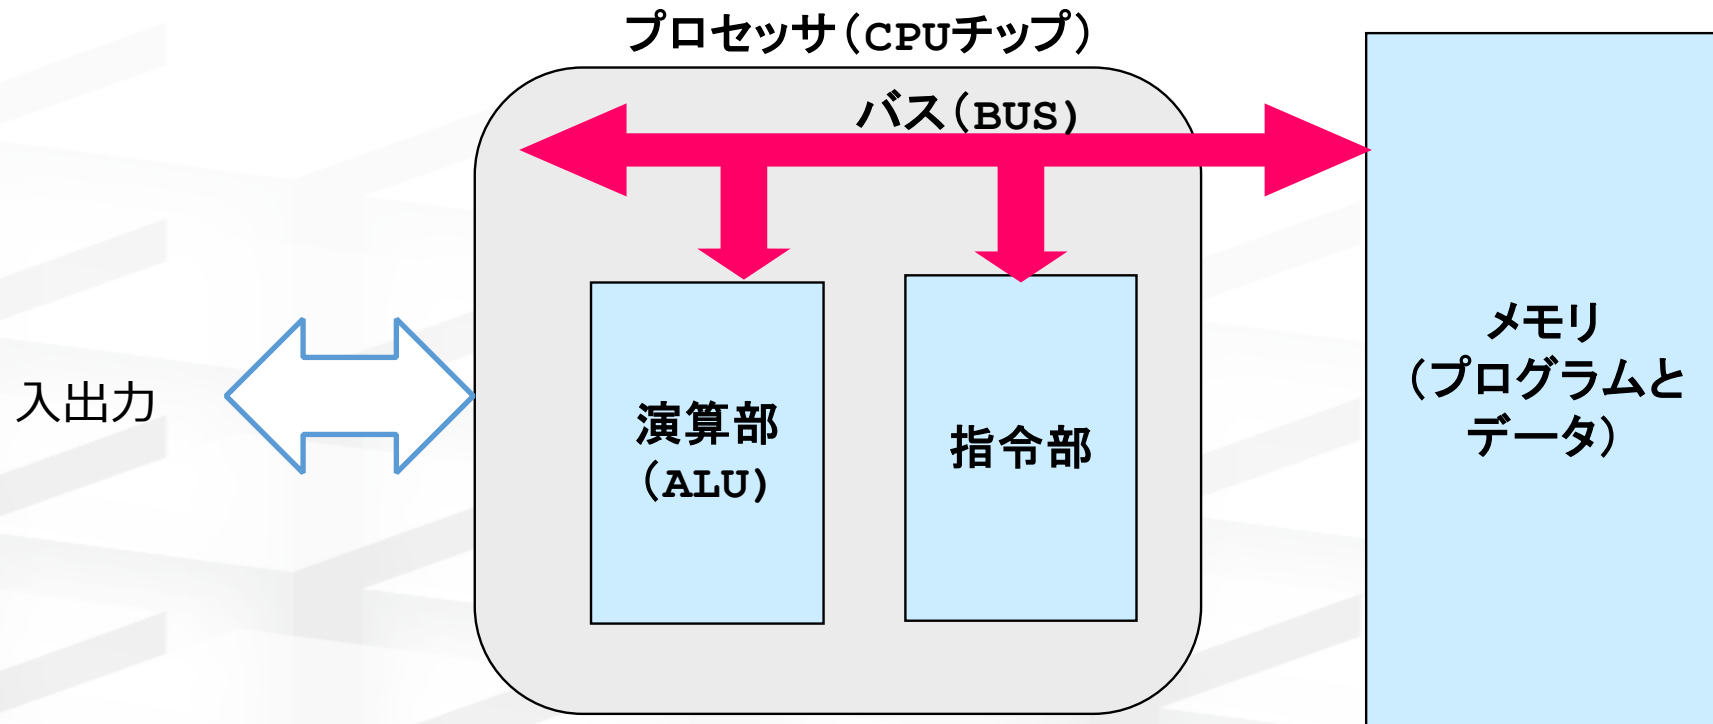 プロセッサ（CPUチップ）
バス（BUS)
入出力
演算部
（ALU)
指令部
メモリ
（プログラムと
データ）